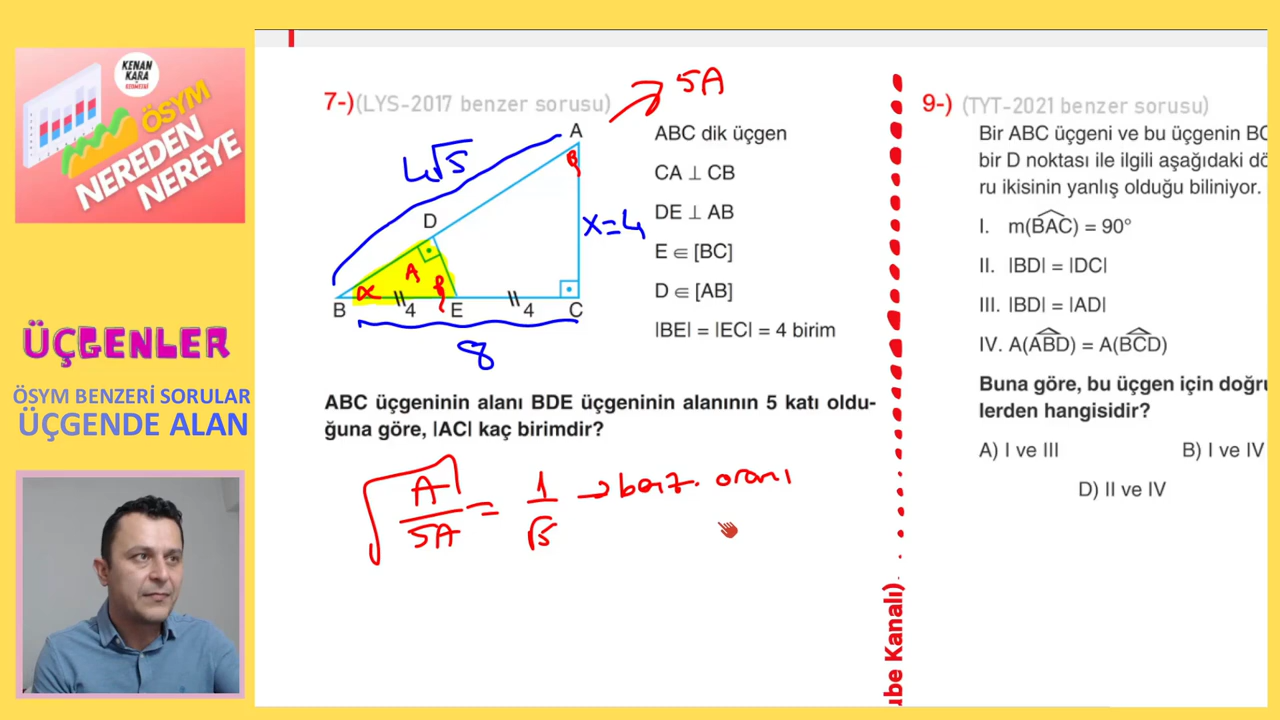 KENAN
KARA
ÖSYM
NEREDEN
NEREYE
ÜÇGENLER
ÖSYM BENZERİ SORULAR
ÜÇGENDE ALAN
7-) (LYS-2017 benzer sorusu)
5A
A
4√5
D
x=4
A
α
β
β
B
4
E
4
C
8
ABC dik üçgen
CA ⊥ CB
DE ⊥ AB
E ∈ [BC]
D ∈ [AB]
|BE| = |EC| = 4 birim
ABC üçgeninin alanı BDE üçgeninin alanının 5 katı oldu-
ğuna göre, |AC| kaç birimdir?
√A/5A = 1/√5 → benz. oranı
ube Kanalı)
9-) (TYT-2021 benzer sorusu)
Bir ABC üçgeni ve bu üçgenin BC
bir D noktası ile ilgili aşağıdaki dö
ru ikisinin yanlış olduğu biliniyor.
I. m(BAC) = 90°
II. |BD| = |DC|
III. |BD| = |AD|
IV. A(ABD) = A(BCD)
Buna göre, bu üçgen için doğru
lerden hangisidir?
A) I ve III B) I ve IV
D) II ve IV